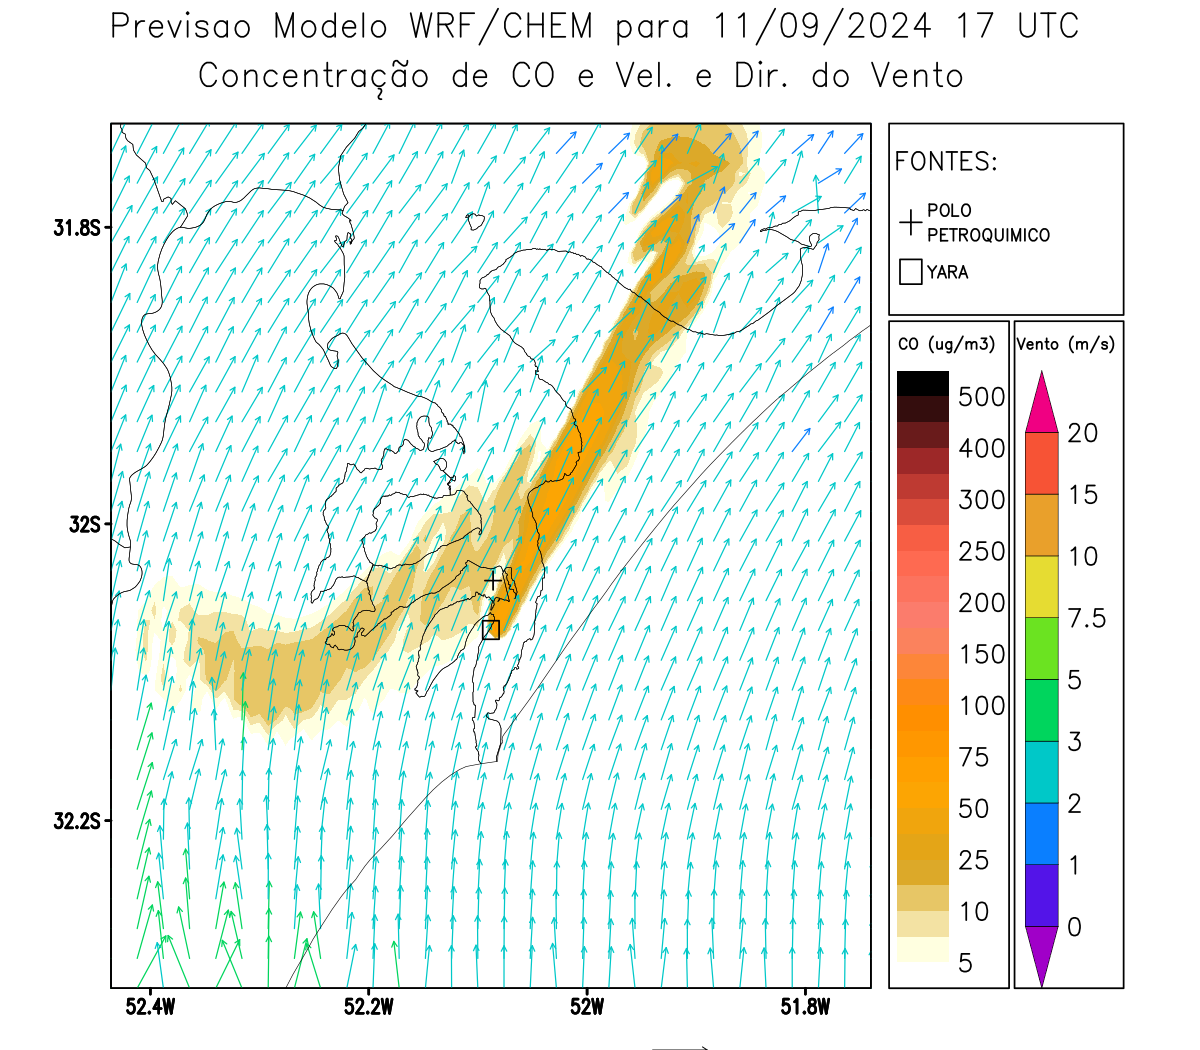 Previsao Modelo WRF/CHEM para 11/09/2024 17 UTC
Concentração de CO e Vel. e Dir. do Vento
FONTES:
POLO
PETROQUIMICO
YARA
CO (ug/m3)
500
400
300
250
200
150
100
75
50
25
10
5
Vento (m/s)
20
15
10
7.5
5
3
2
1
0
31.8S
32S
32.2S
52.4W
52.2W
52W
51.8W